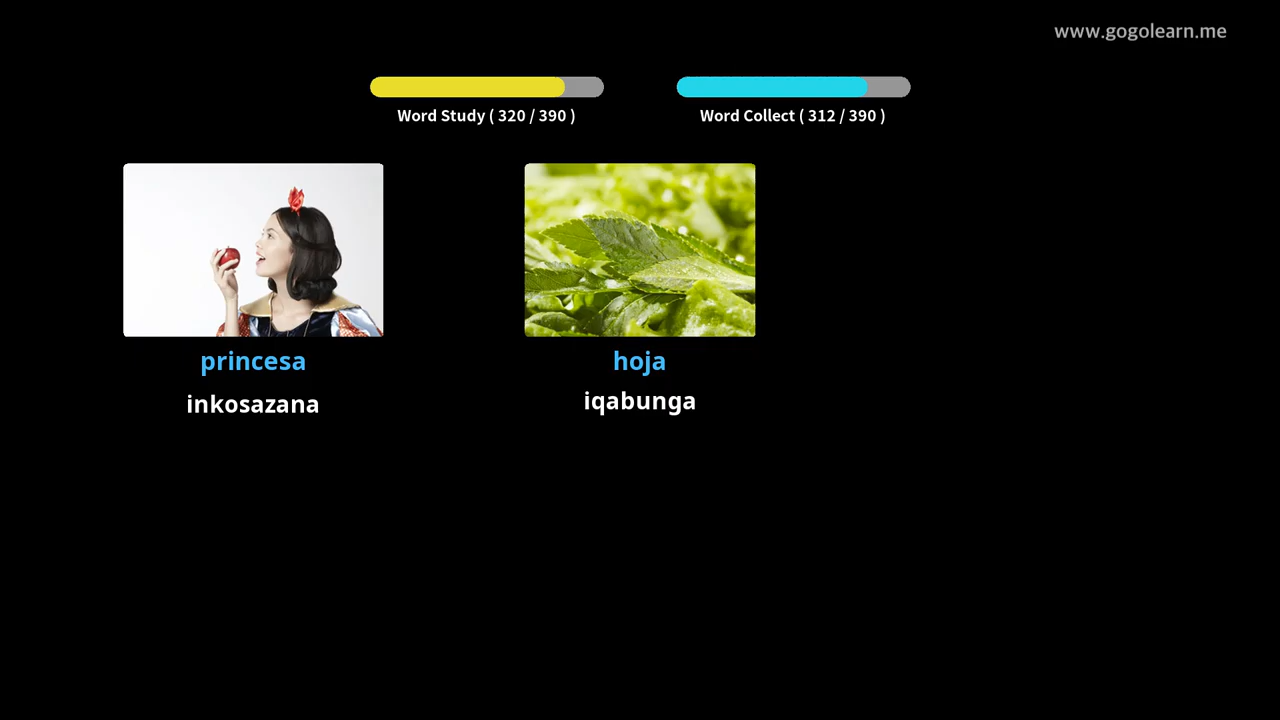 www.gogolearn.me
Word Study ( 320 / 390 )
Word Collect ( 312 / 390 )
princesa
inkosazana
hoja
iqabunga